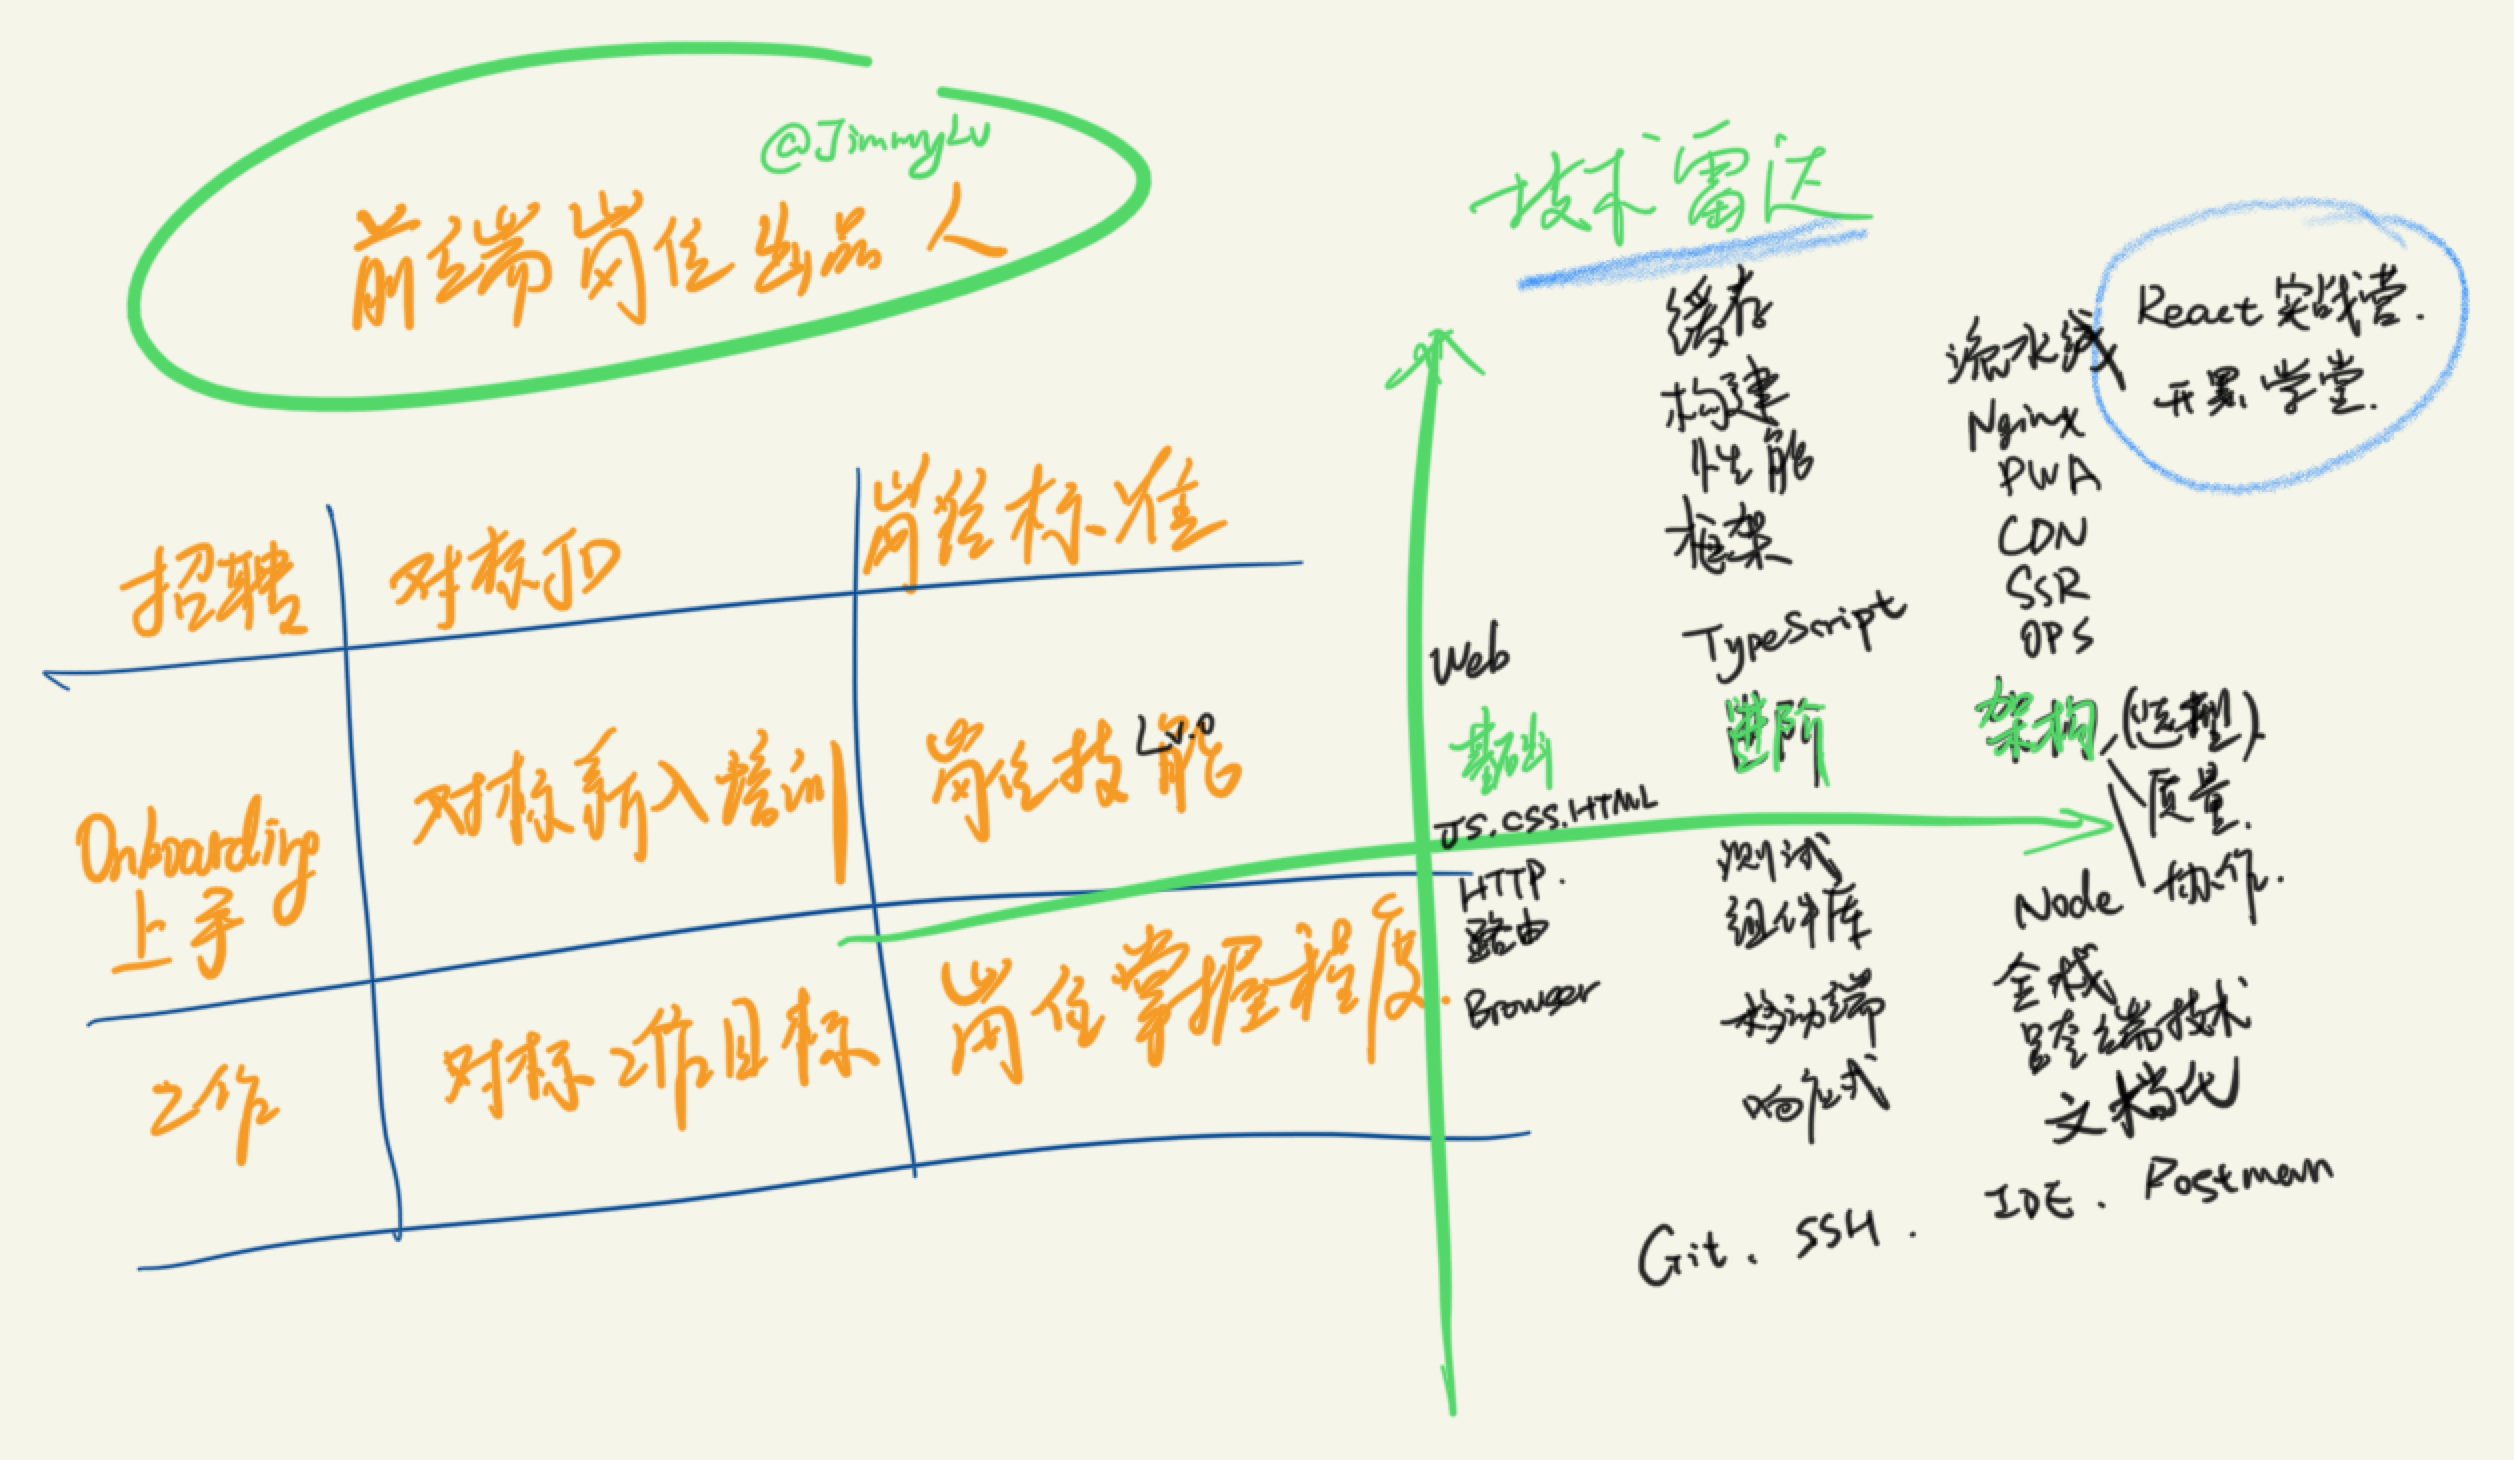 @JimmyLv
前端岗位出品人
招聘 对标JD 岗位标准
Onboarding 上手 对标新人培训 岗位技能 Lv.0
工作 对标工作目标 岗位掌握程度.
技术雷达
React 实战营.
开累学堂.
缓存
构建
性能
框架
TypeScript
流水线
Nginx
PWA
CDN
SSR
OPS
Web
基础
进阶
架构 (选型).
质量.
协作.
JS.CSS.HTML
HTTP.
路由
Browser
测试
组件库
移动端
响应式
Node
全栈
跨端技术
文档化
Git. SSH. IDE. Postman